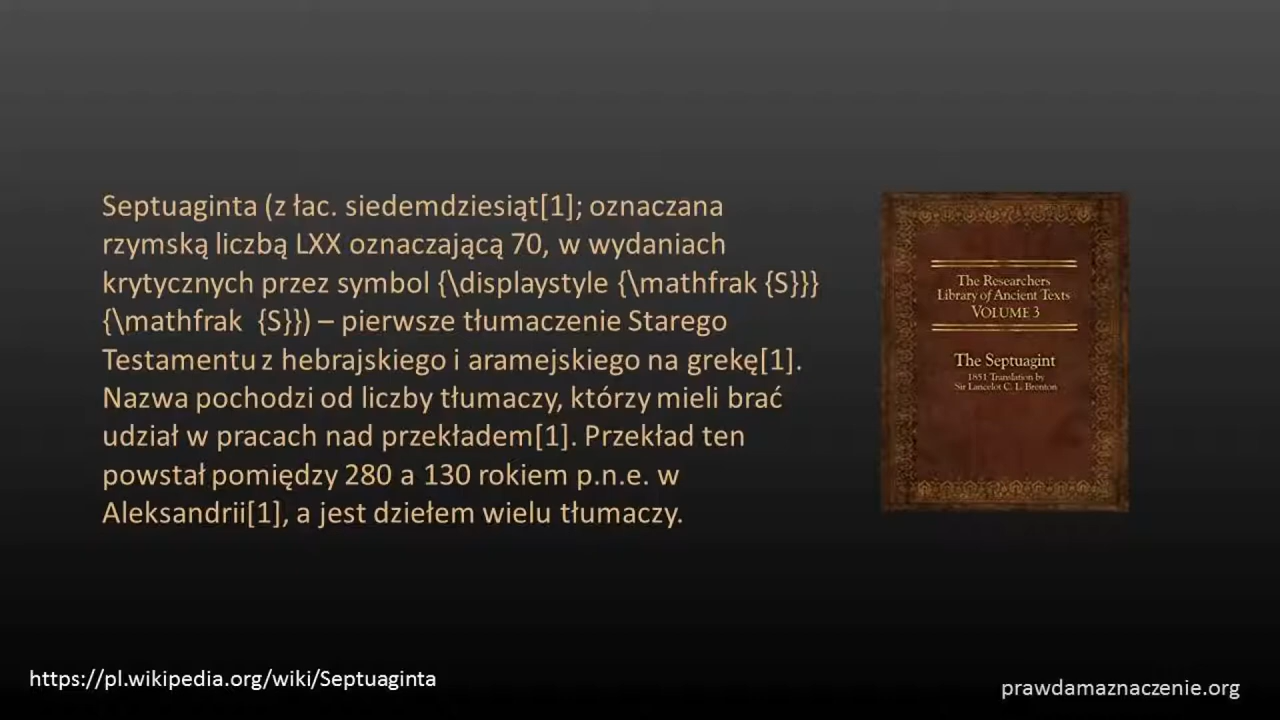 Septuaginta (z łac. siedemdziesiąt[1]; oznaczana
rzymską liczbą LXX oznaczającą 70, w wydaniach
krytycznych przez symbol {\displaystyle {\mathfrak {S}}}
{\mathfrak {S}}) – pierwsze tłumaczenie Starego
Testamentu z hebrajskiego i aramejskiego na grekę[1].
Nazwa pochodzi od liczby tłumaczy, którzy mieli brać
udział w pracach nad przekładem[1]. Przekład ten
powstał pomiędzy 280 a 130 rokiem p.n.e. w
Aleksandrii[1], a jest dziełem wielu tłumaczy.
The Researchers
Library of Ancient Texts
VOLUME 3
The Septuagint
1851 Translation by
Sir Lancelot C. L. Brenton
https://pl.wikipedia.org/wiki/Septuaginta
prawdamaznaczenie.org